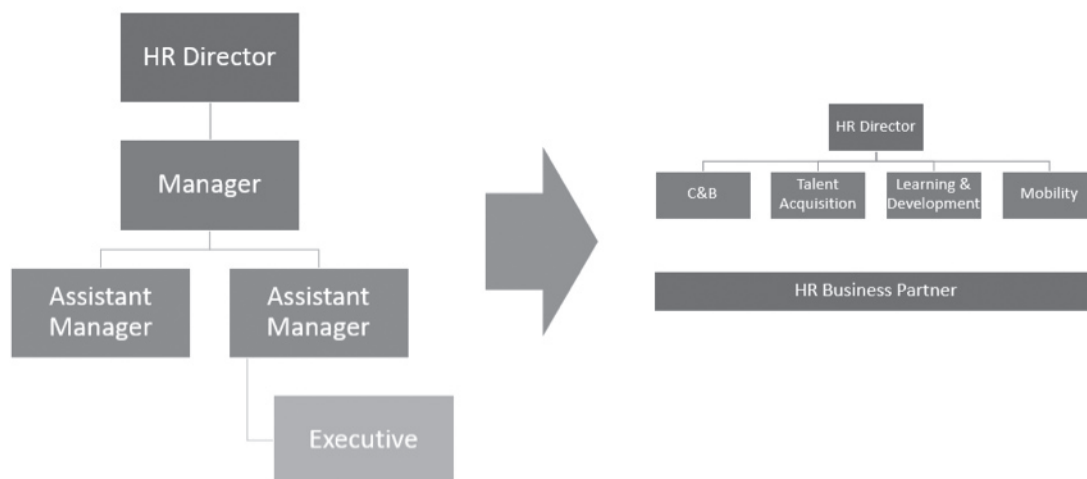 HR Director
Manager
Assistant
Manager
Assistant
Manager
Executive
HR Director
C&B
Talent
Acquisition
Learning &
Development
Mobility
HR Business Partner